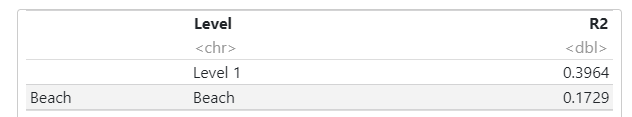 Level R2
<chr> <dbl>
Level 1 0.3964
Beach Beach 0.1729